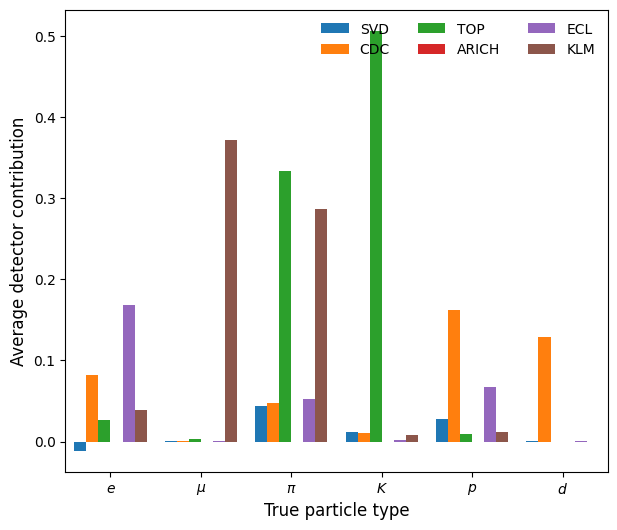 SVD
CDC
TOP
ARICH
ECL
KLM
Average detector contribution
0.5
0.4
0.3
0.2
0.1
0.0
e
μ
π
K
p
d
True particle type